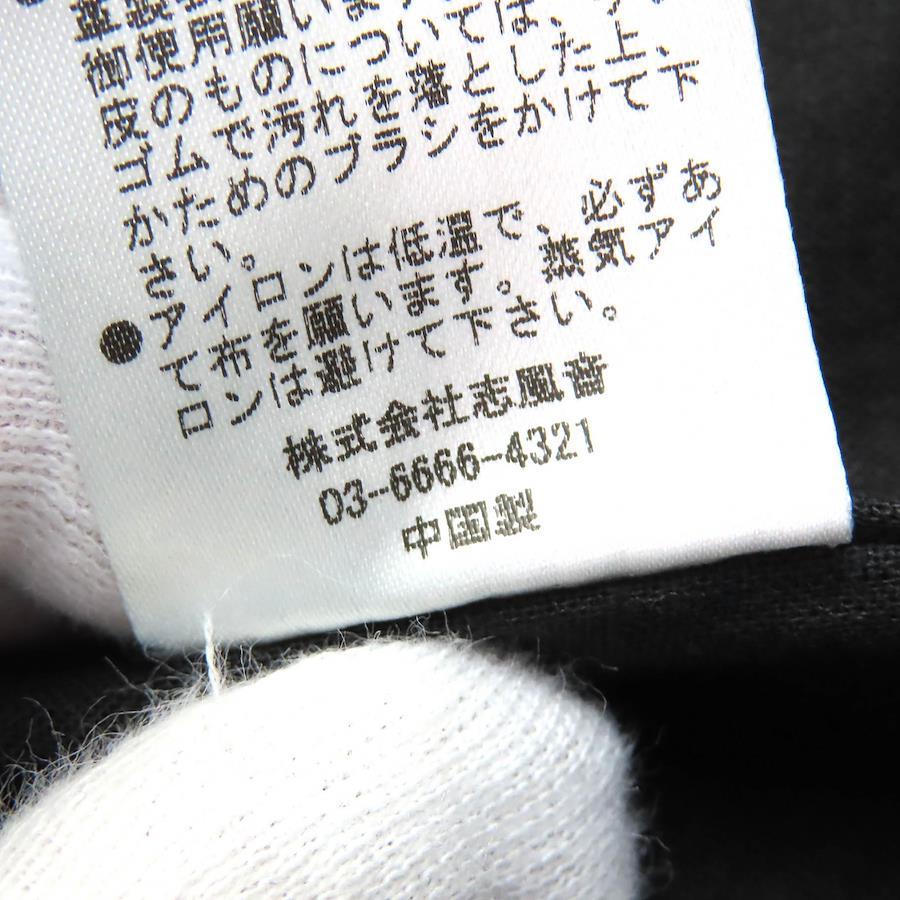 御使用願いま
皮のものについては、
ゴムで汚れを落とした上、
かためのブラシをかけて下
さい。
●アイロンは低温で、必ずあ
て布を願います。蒸気アイ
ロンは避けて下さい。
株式会社志風音
03-6666-4321
中国製